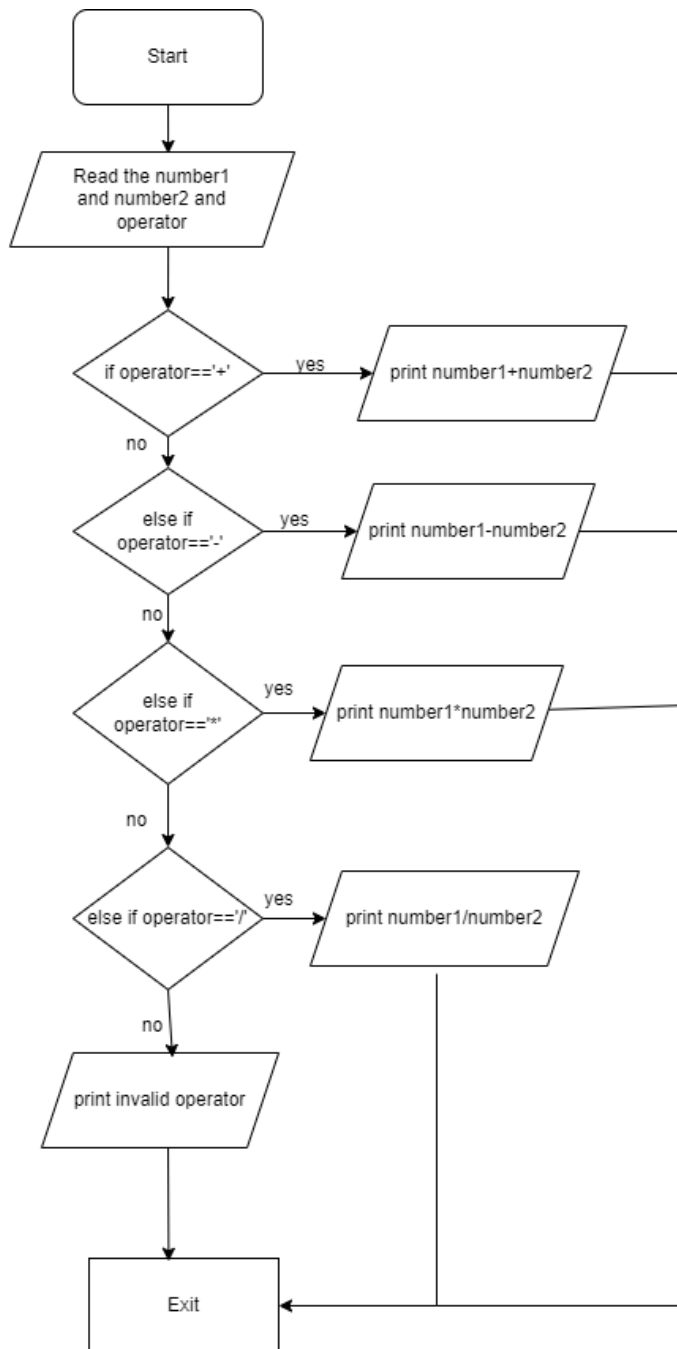 Start
Read the number1
and number2 and
operator
if operator=='+'
yes
print number1+number2
no
else if
operator=='-'
yes
print number1-number2
no
else if
operator=='*'
yes
print number1*number2
no
else if operator=='/'
yes
print number1/number2
no
print invalid operator
Exit